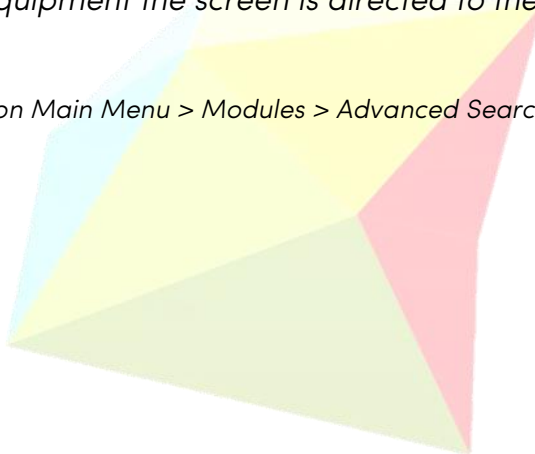 quipment the screen is directed to the
on Main Menu > Modules > Advanced Searc